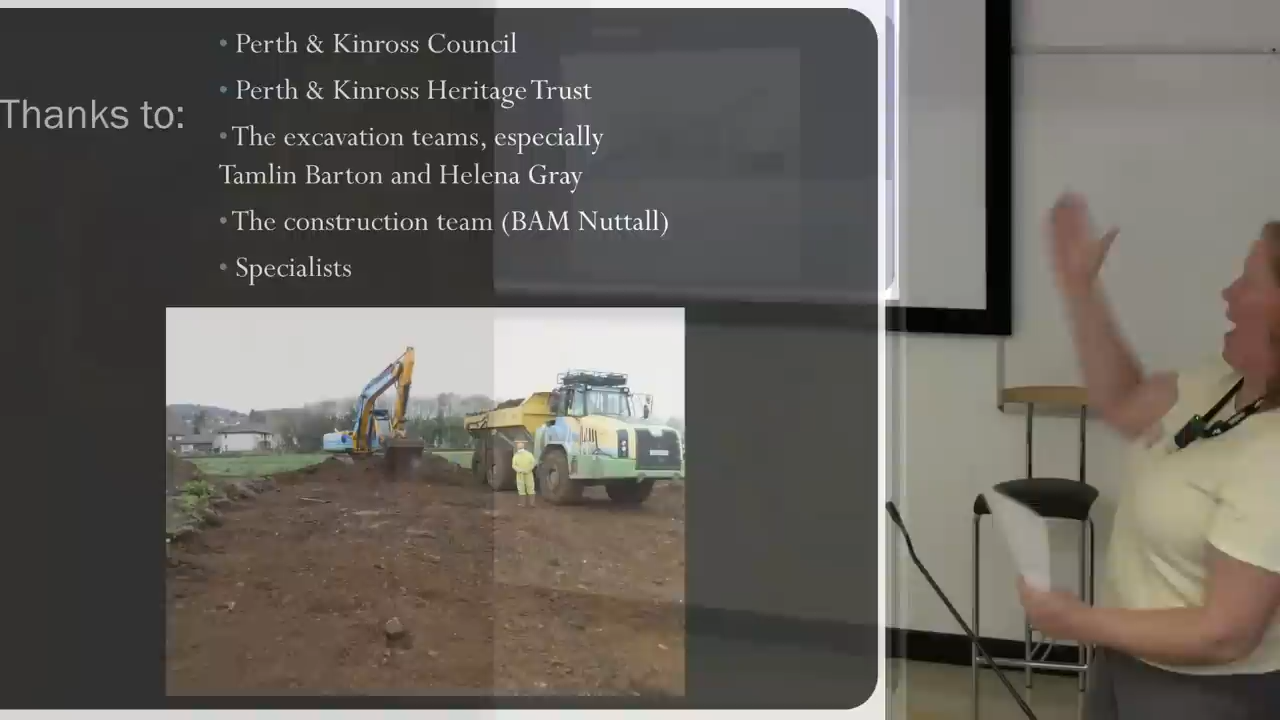 Thanks to:
• Perth & Kinross Council
• Perth & Kinross Heritage Trust
• The excavation teams, especially
Tamlin Barton and Helena Gray
• The construction team (BAM Nuttall)
• Specialists